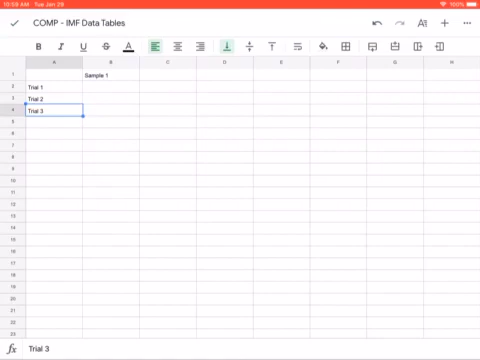 10:59 AM Tue Jan 29
100%
COMP - IMF Data Tables
B I U S A
A B C D E F G H
1 Sample 1
2 Trial 1
3 Trial 2
4 Trial 3
5
6
7
8
9
10
11
12
13
14
15
16
17
18
19
20
21
22
23
fx Trial 3